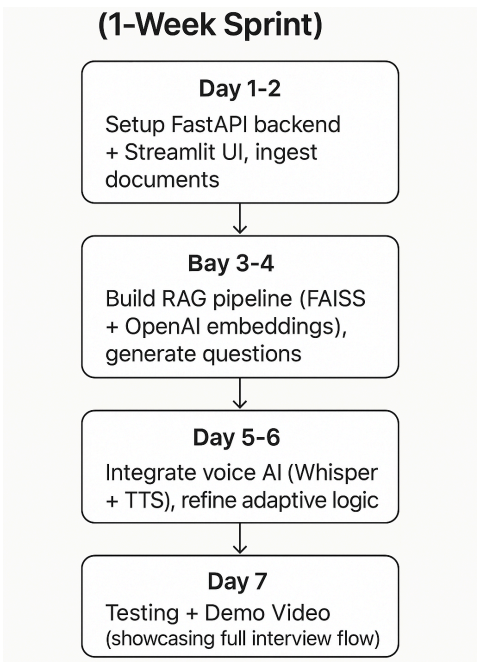 (1-Week Sprint)
Day 1-2
Setup FastAPI backend
+ Streamlit UI, ingest
documents
Bay 3-4
Build RAG pipeline (FAISS
+ OpenAI embeddings),
generate questions
Day 5-6
Integrate voice AI (Whisper
+ TTS), refine adaptive logic
Day 7
Testing + Demo Video
(showcasing full interview flow)